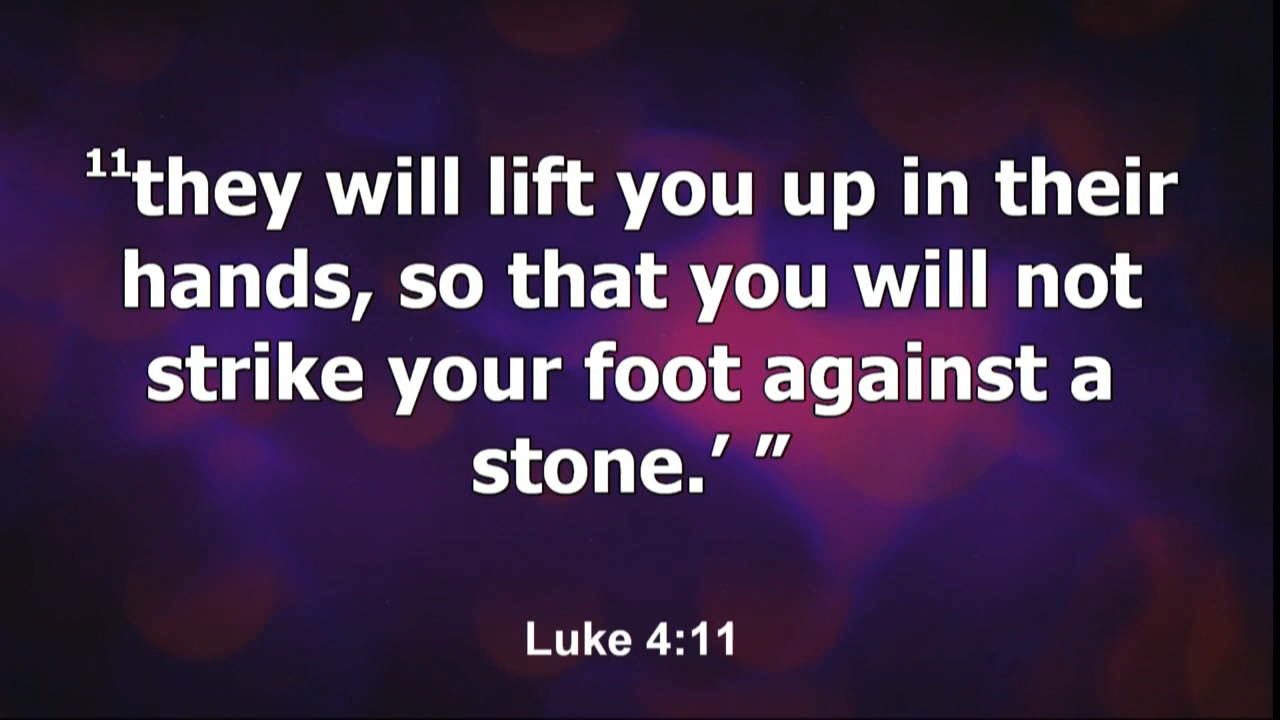 ¹¹they will lift you up in their
hands, so that you will not
strike your foot against a
stone.’ ”
Luke 4:11